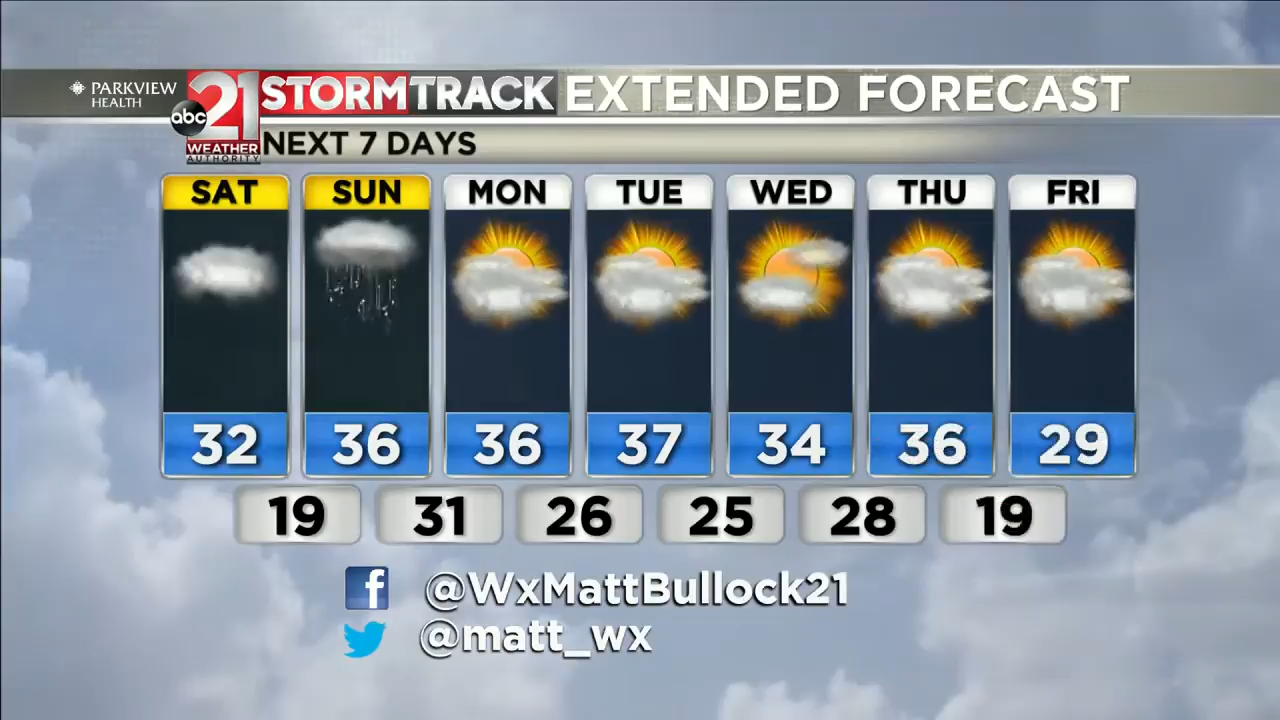 PARKVIEW
HEALTH
abc 21
WEATHER
AUTHORITY
STORMTRACK
EXTENDED FORECAST
NEXT 7 DAYS
SAT SUN MON TUE WED THU FRI
32 36 36 37 34 36 29
19 31 26 25 28 19
f @WxMattBullock21
@matt_wx